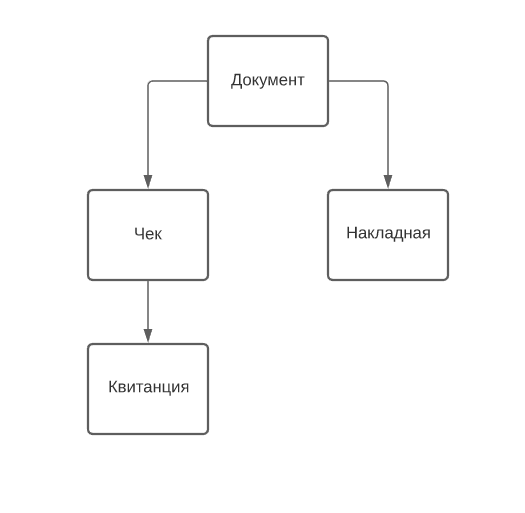 Документ
Чек
Накладная
Квитанция